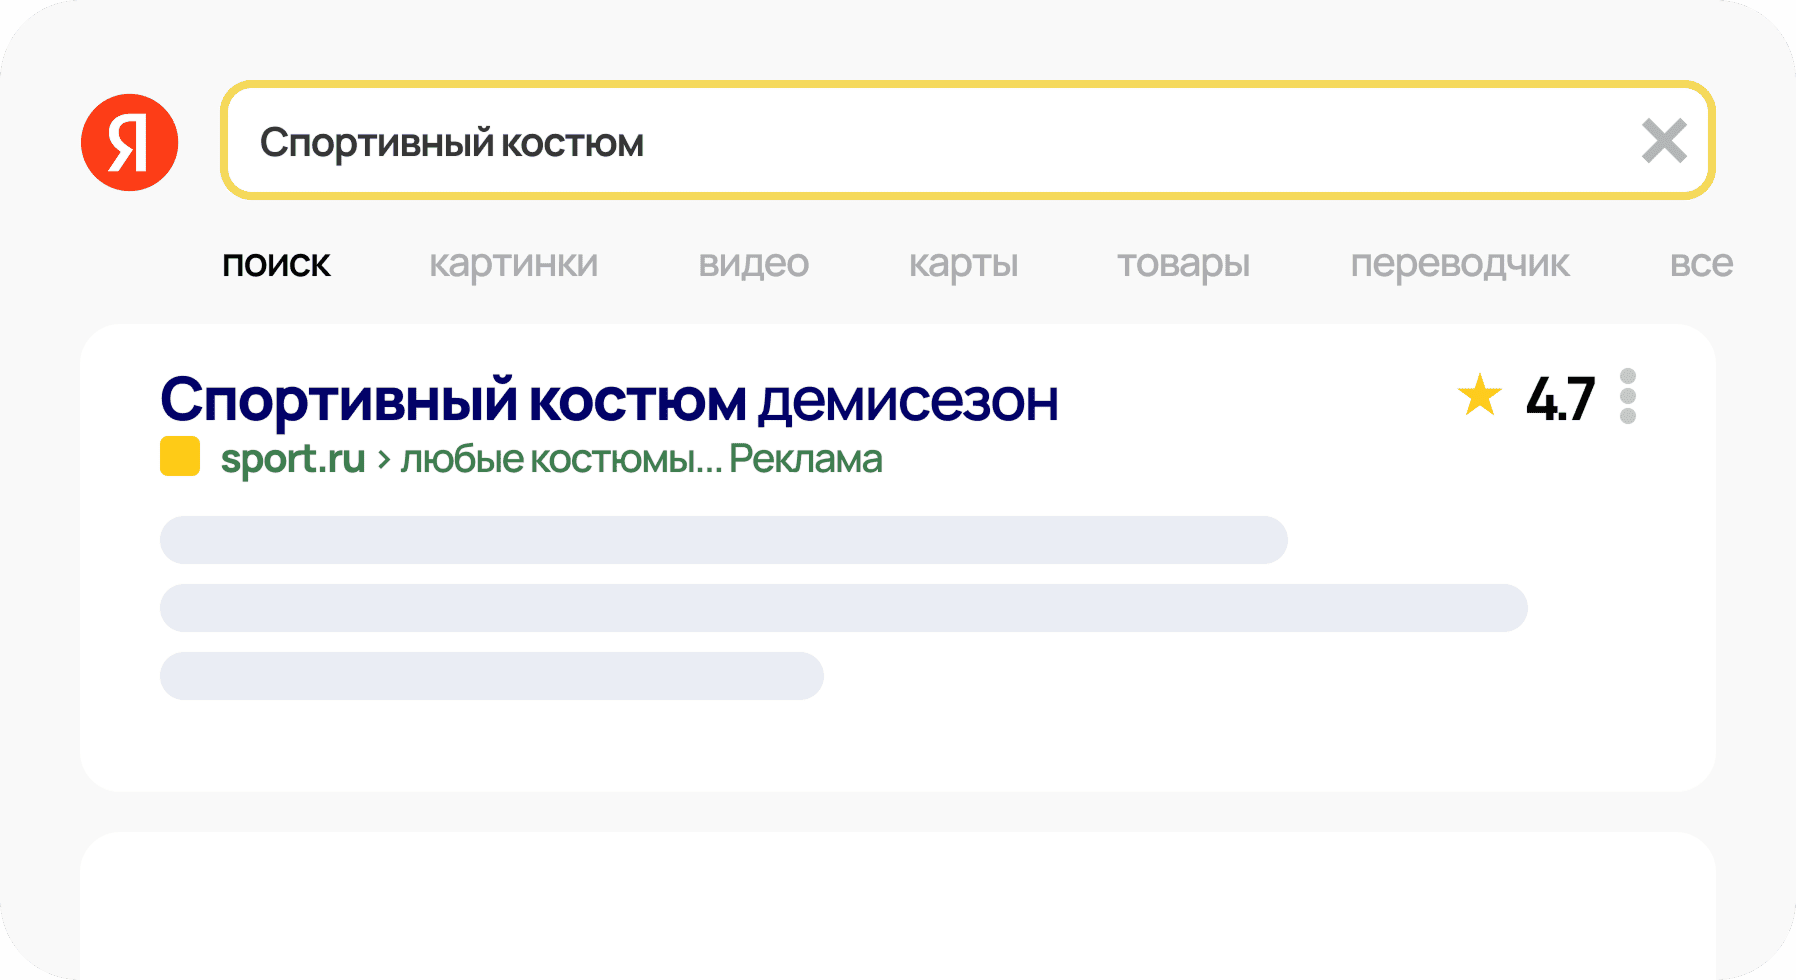 Я
Спортивный костюм
поиск картинки видео карты товары переводчик все
Спортивный костюм демисезон 4.7
sport.ru › любые костюмы... Реклама